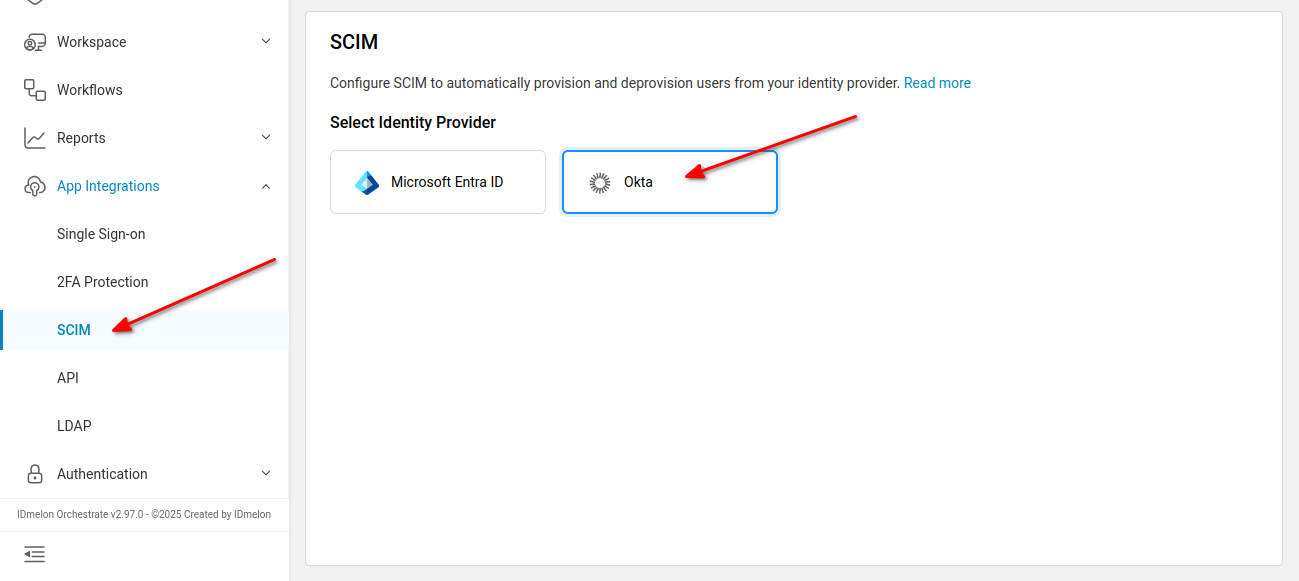 Workspace
Workflows
Reports
App Integrations
Single Sign-on
2FA Protection
SCIM
API
LDAP
Authentication
IDmelon Orchestrate v2.97.0 - ©2025 Created by IDmelon
SCIM
Configure SCIM to automatically provision and deprovision users from your identity provider. Read more
Select Identity Provider
Microsoft Entra ID
Okta